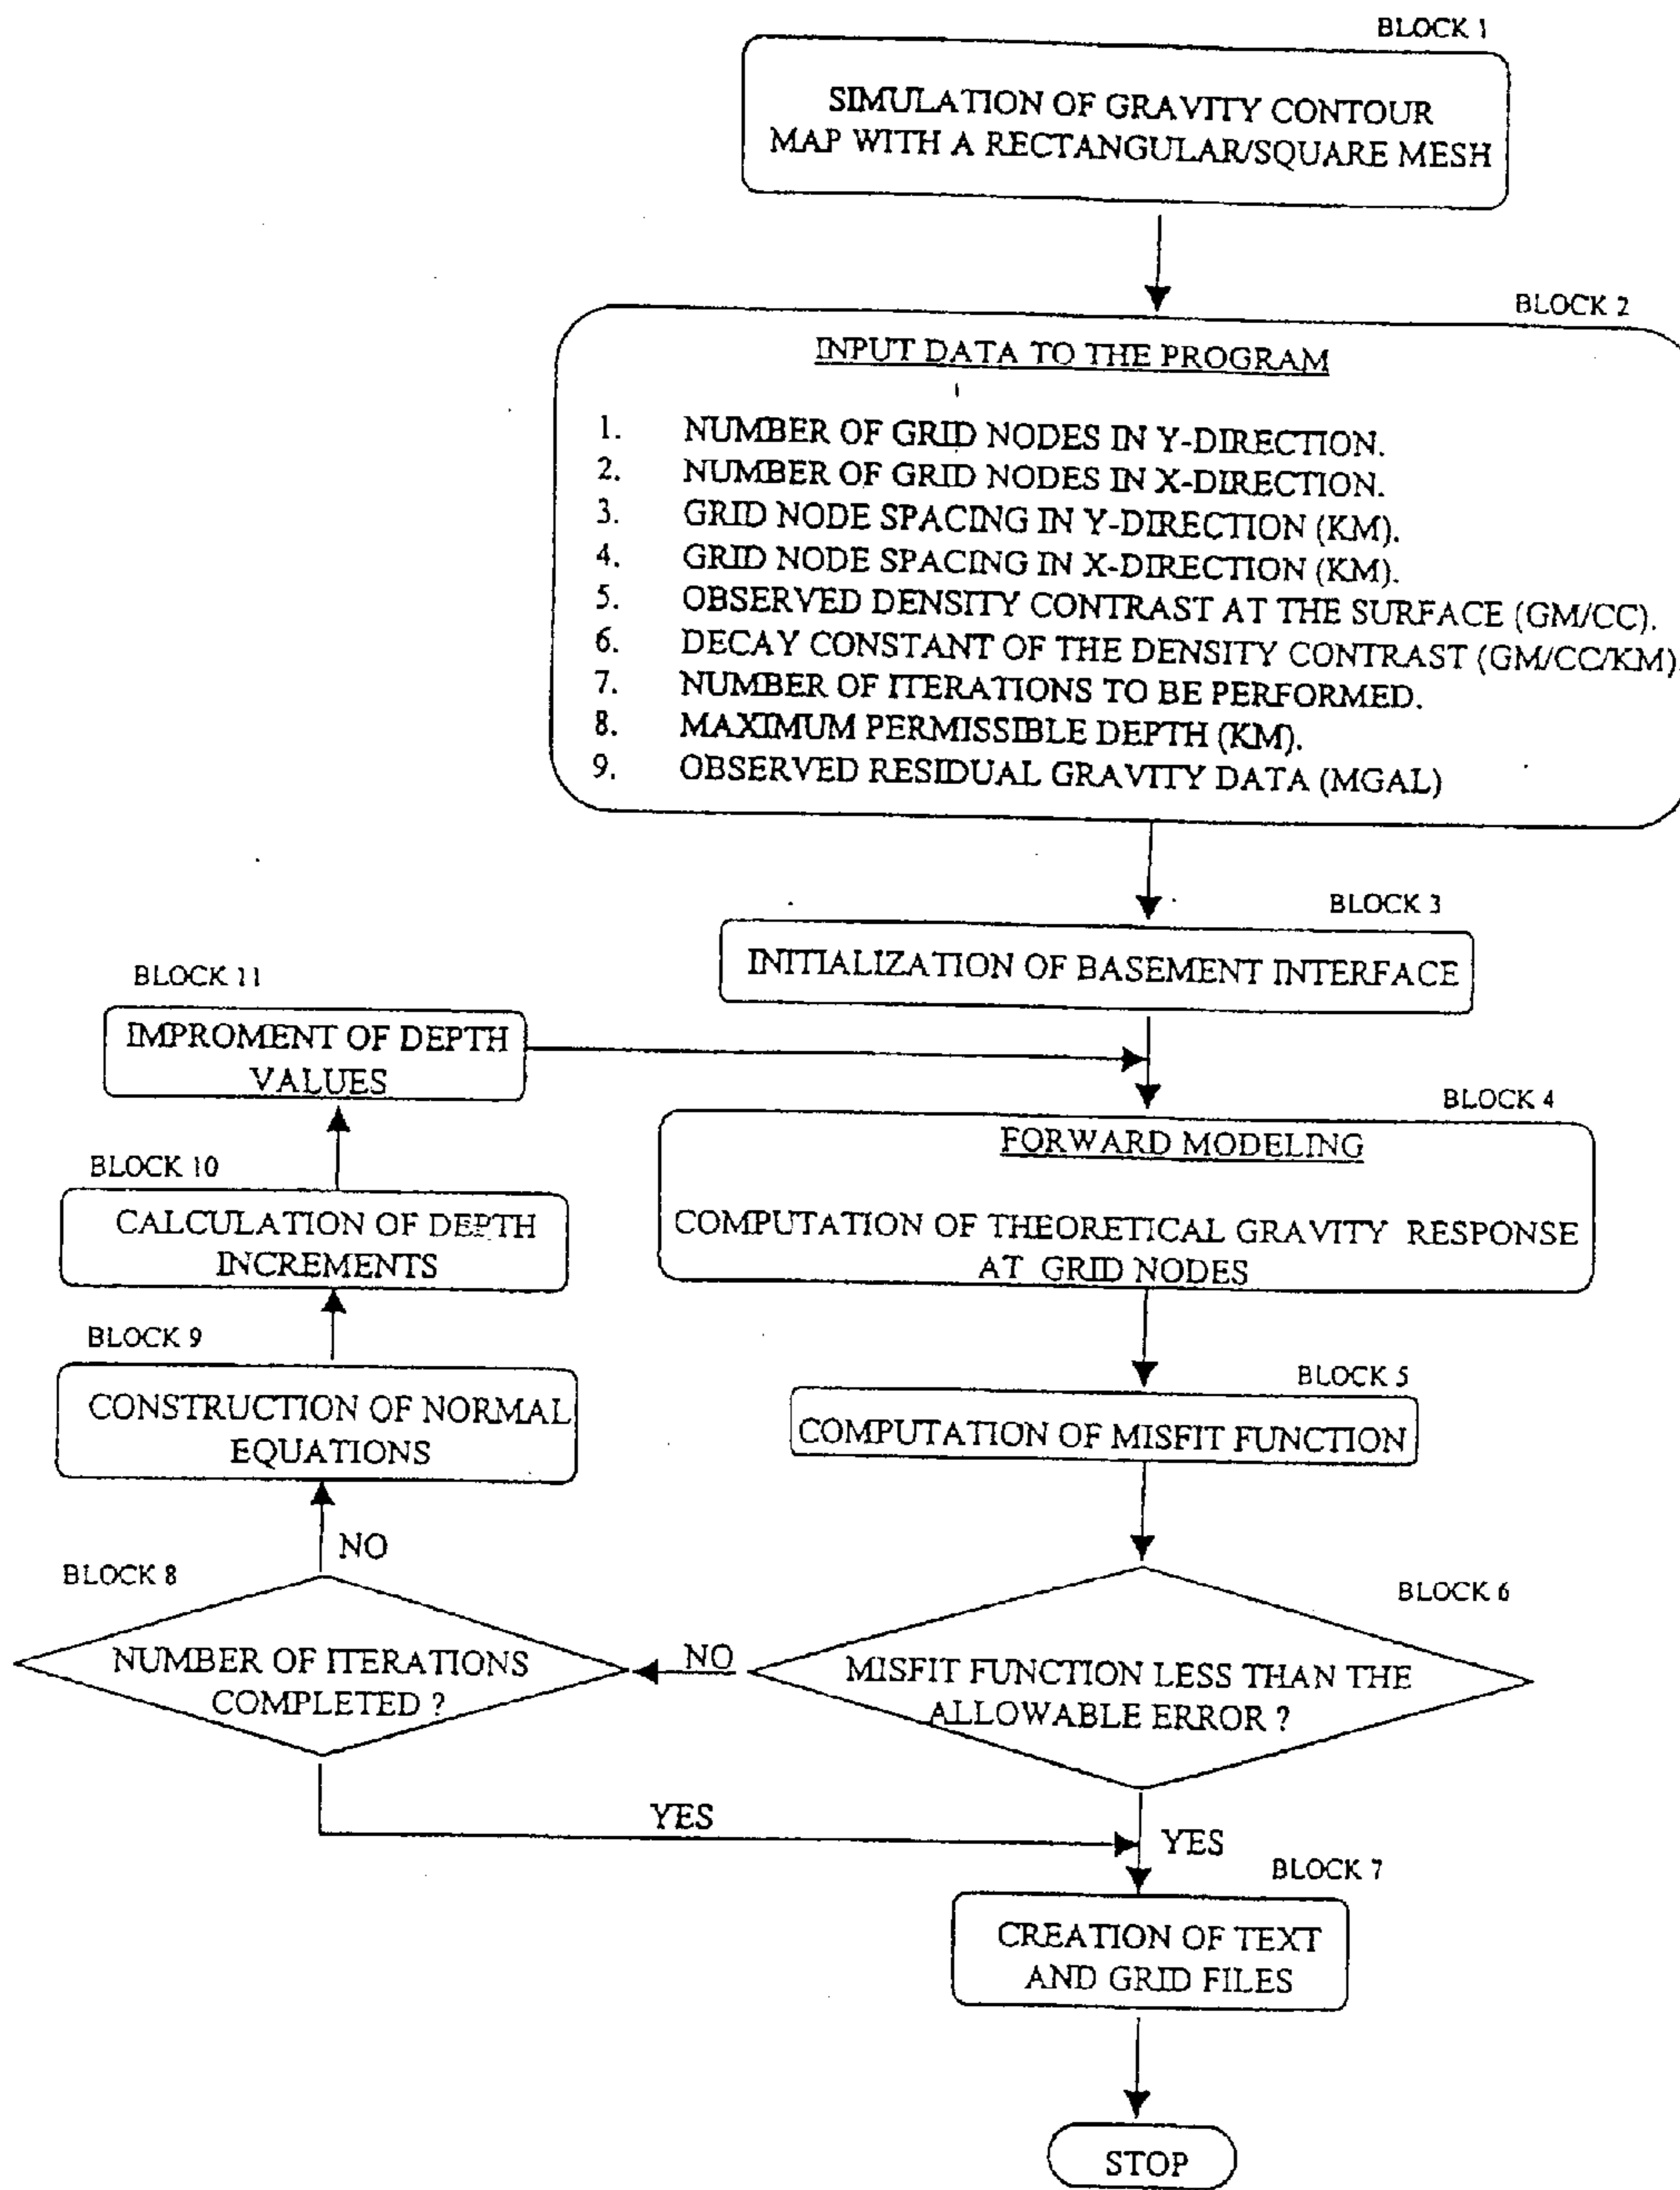 BLOCK 1
SIMULATION OF GRAVITY CONTOUR
MAP WITH A RECTANGULAR/SQUARE MESH
BLOCK 2
INPUT DATA TO THE PROGRAM
1. NUMBER OF GRID NODES IN Y-DIRECTION.
2. NUMBER OF GRID NODES IN X-DIRECTION.
3. GRID NODE SPACING IN Y-DIRECTION (KM).
4. GRID NODE SPACING IN X-DIRECTION (KM).
5. OBSERVED DENSITY CONTRAST AT THE SURFACE (GM/CC).
6. DECAY CONSTANT OF THE DENSITY CONTRAST (GM/CC/KM).
7. NUMBER OF ITERATIONS TO BE PERFORMED.
8. MAXIMUM PERMISSIBLE DEPTH (KM).
9. OBSERVED RESIDUAL GRAVITY DATA (MGAL)
BLOCK 3
INITIALIZATION OF BASEMENT INTERFACE
BLOCK 11
IMPROMENT OF DEPTH
VALUES
BLOCK 4
FORWARD MODELING
COMPUTATION OF THEORETICAL GRAVITY RESPONSE
AT GRID NODES
BLOCK 10
CALCULATION OF DEPTH
INCREMENTS
BLOCK 5
COMPUTATION OF MISFIT FUNCTION
BLOCK 9
CONSTRUCTION OF NORMAL
EQUATIONS
NO
BLOCK 8
NUMBER OF ITERATIONS
COMPLETED ?
NO
BLOCK 6
MISFIT FUNCTION LESS THAN THE
ALLOWABLE ERROR ?
YES
YES
BLOCK 7
CREATION OF TEXT
AND GRID FILES
STOP